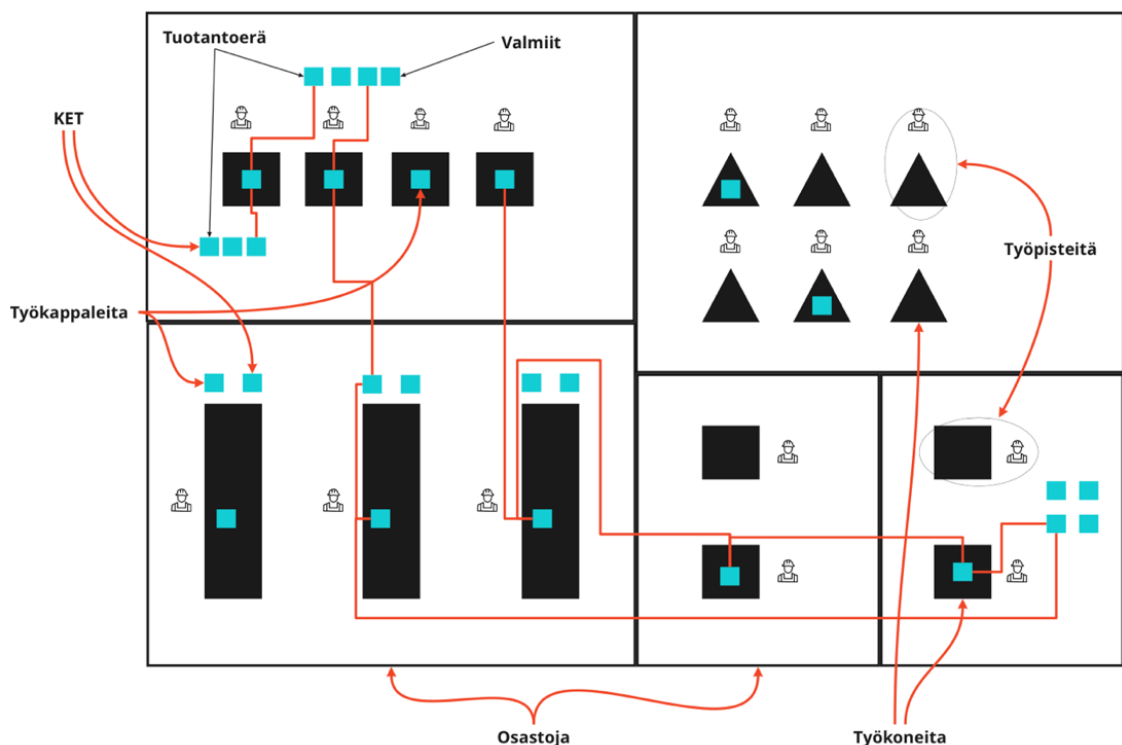 Tuotantoerä
Valmiit
KET
Työpisteitä
Työkappaleita
Osastoja
Työkoneita